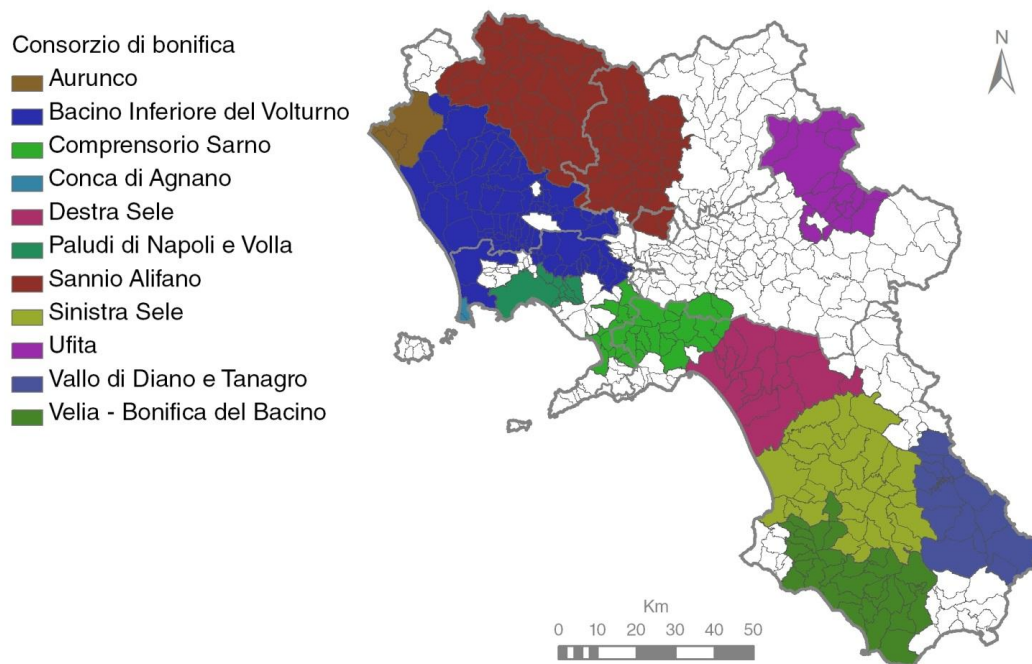 Consorzio di bonifica
Aurunco
Bacino Inferiore del Volturno
Comprensorio Sarno
Conca di Agnano
Destra Sele
Paludi di Napoli e Volla
Sannio Alifano
Sinistra Sele
Ufita
Vallo di Diano e Tanagro
Velia - Bonifica del Bacino
N
Km
0 10 20 30 40 50